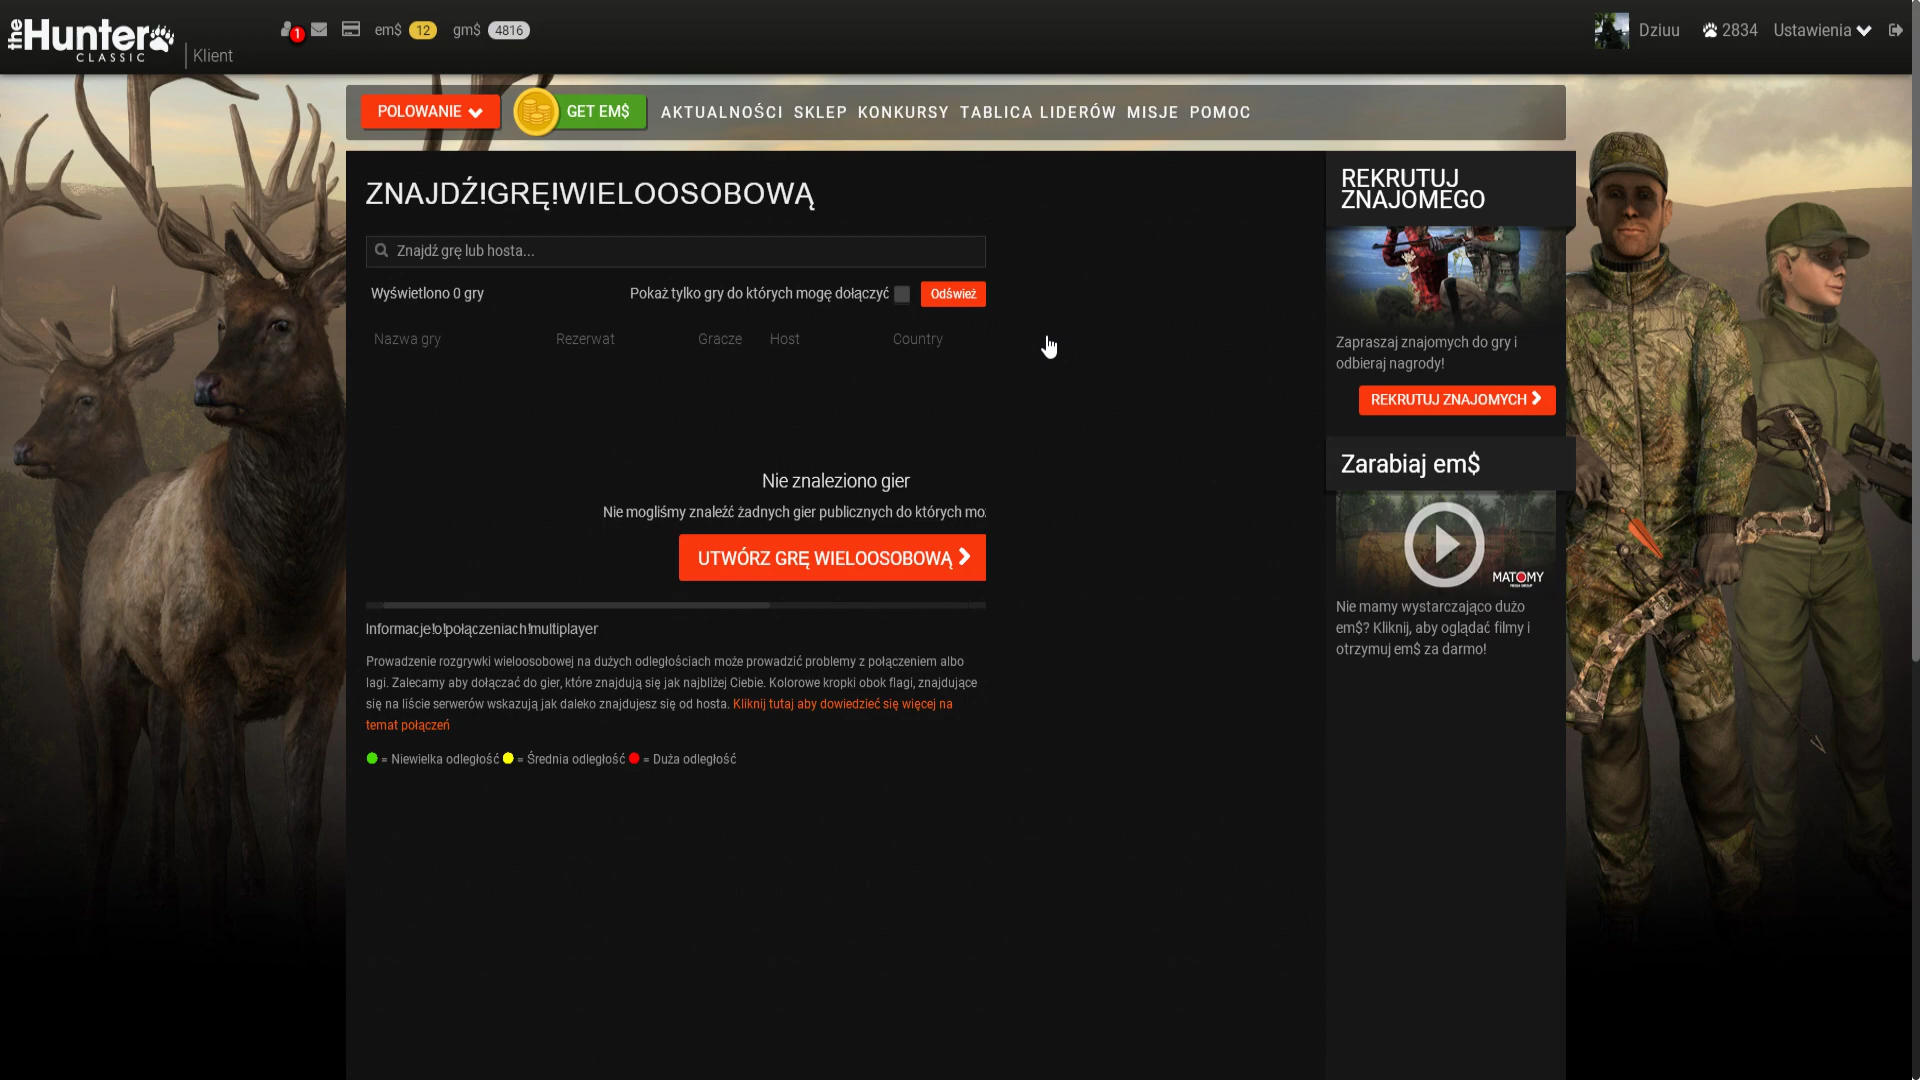 theHunter
CLASSIC
Klient
1
em$ 12
gm$ 4816
Dziuu
2834
Ustawienia
POLOWANIE
GET EM$
AKTUALNOŚCI SKLEP KONKURSY TABLICA LIDERÓW MISJE POMOC
ZNAJDŹ!GRĘ!WIELOOSOBOWĄ
Znajdź grę lub hosta...
Wyświetlono 0 gry
Pokaż tylko gry do których mogę dołączyć
Odśwież
Nazwa gry Rezerwat Gracze Host Country
Nie znaleziono gier
Nie mogliśmy znaleźć żadnych gier publicznych do których mo
UTWÓRZ GRĘ WIELOOSOBOWĄ
Informacje!o!połączeniach!multiplayer
Prowadzenie rozgrywki wieloosobowej na dużych odległościach może prowadzić problemy z połączeniem albo
lagi. Zalecamy aby dołączać do gier, które znajdują się jak najbliżej Ciebie. Kolorowe kropki obok flagi, znajdujące
się na liście serwerów wskazują jak daleko znajdujesz się od hosta. Kliknij tutaj aby dowiedzieć się więcej na
temat połączeń
= Niewielka odległość = Średnia odległość = Duża odległość
REKRUTUJ
ZNAJOMEGO
Zapraszaj znajomych do gry i
odbieraj nagrody!
REKRUTUJ ZNAJOMYCH
Zarabiaj em$
MATOMY
Nie mamy wystarczająco dużo
em$? Kliknij, aby oglądać filmy i
otrzymuj em$ za darmo!